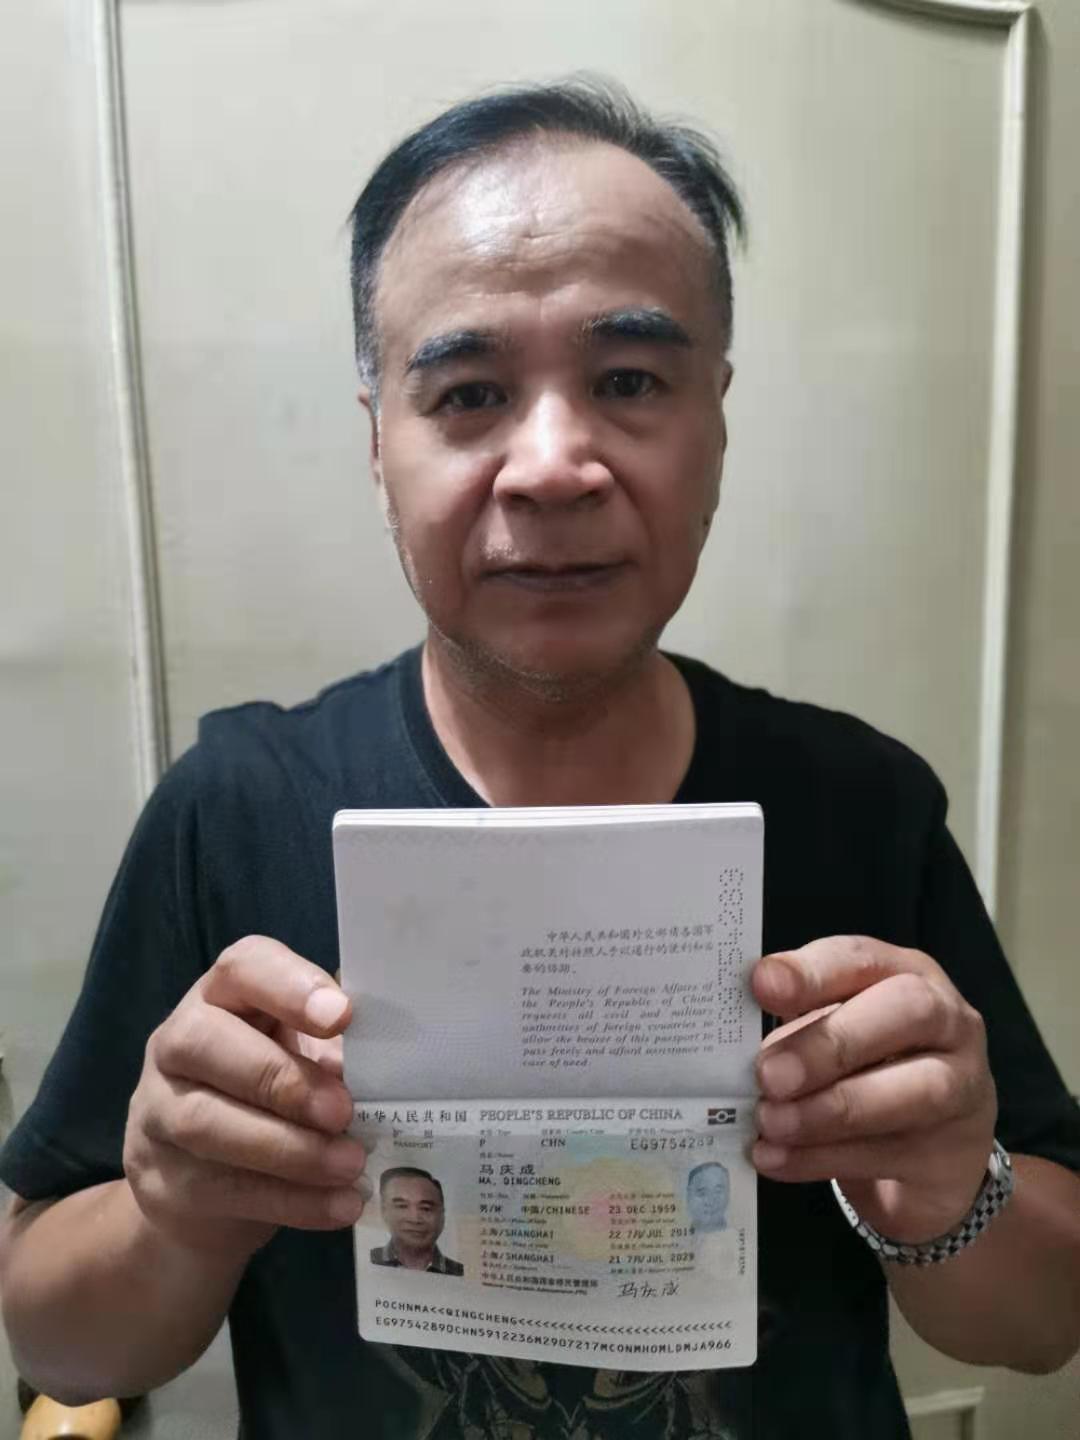 中华人民共和国外交部请各国军
政机关对持照人予以通行的便利和必
要的协助。
The Ministry of Foreign Affairs of
the People's Republic of China
requests all civil and military
authorities of foreign countries to
allow the bearer of this passport to
pass freely and afford assistance in
case of need.
中华人民共和国 PEOPLE'S REPUBLIC OF CHINA
护照
PASSPORT
P CHN EG9754289
马庆成
MA, QINGCHENG
男/M 中国/CHINESE 23 DEC 1959
上海/SHANGHAI 22 7月/JUL 2019
上海/SHANGHAI 21 7月/JUL 2029
中华人民共和国国家移民管理局
马庆成
POCHNMA<<QINGCHENG<<<<<<<<<<<<<<<<<<<<<<<<<<
EG97542890CHN5912236M2907217MCONMHOMLDMJA966